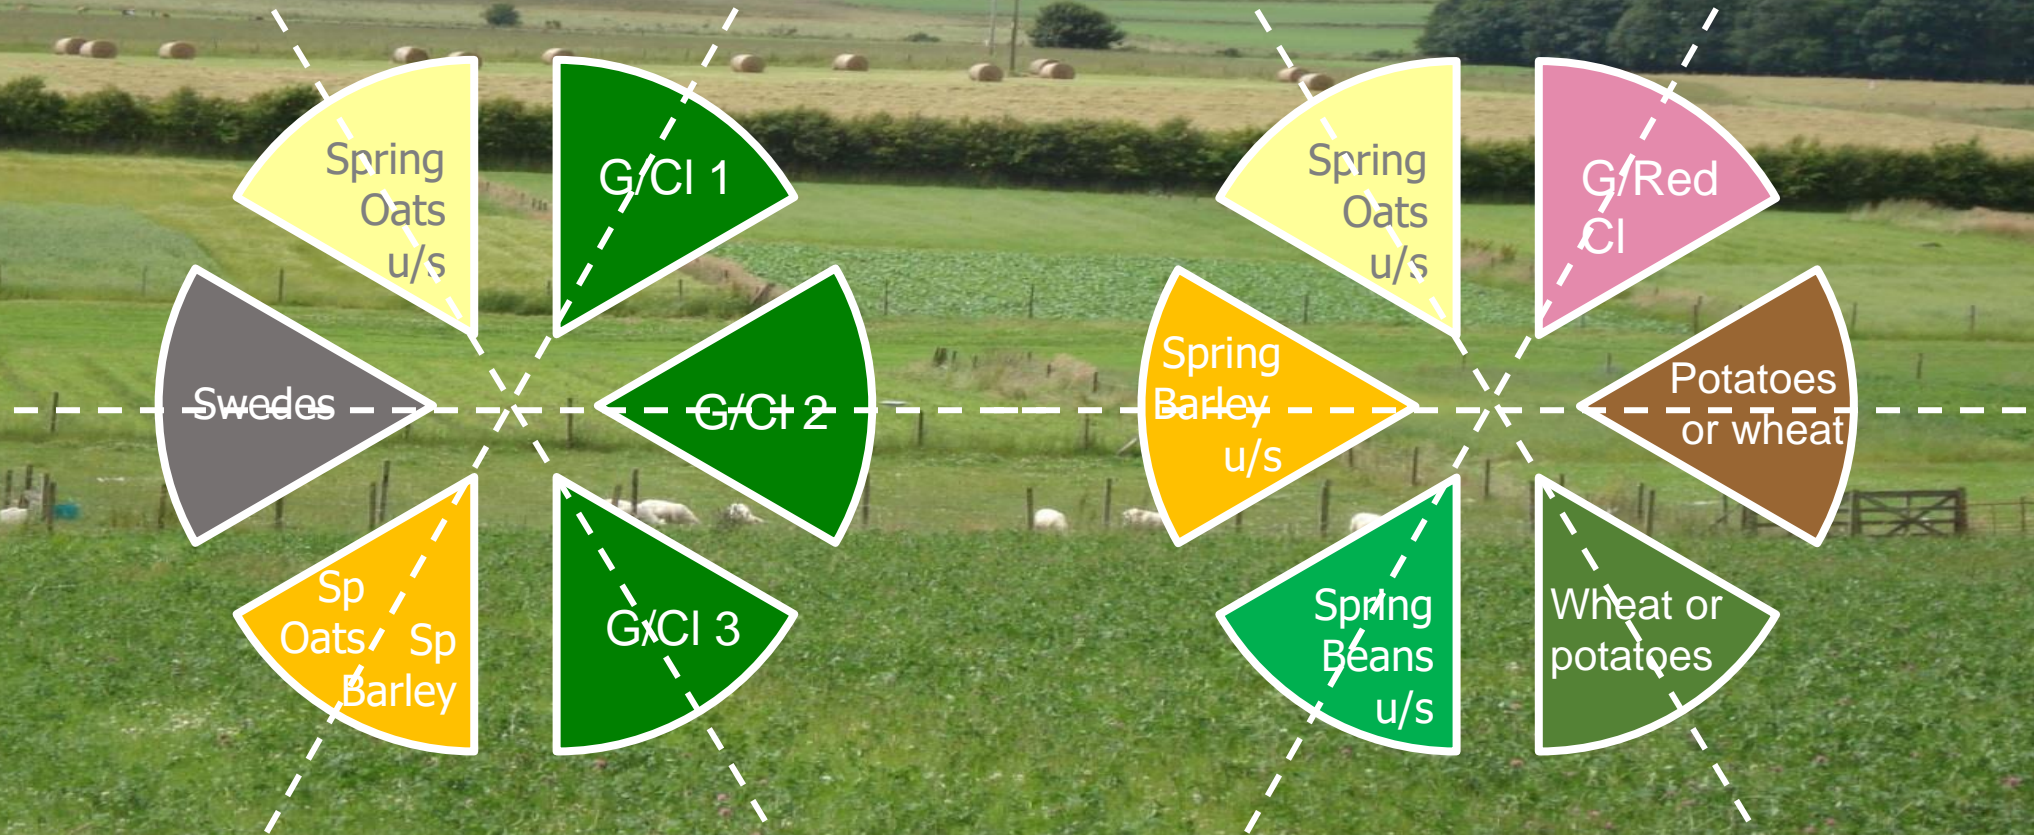 Spring
Oats
u/s
G/Cl 1
Swedes
G/Cl 2
Sp
Oats Sp
Barley
G/Cl 3
Spring
Oats
u/s
G/Red
Cl
Spring
Barley
u/s
Potatoes
or wheat
Spring
Beans
u/s
Wheat or
potatoes